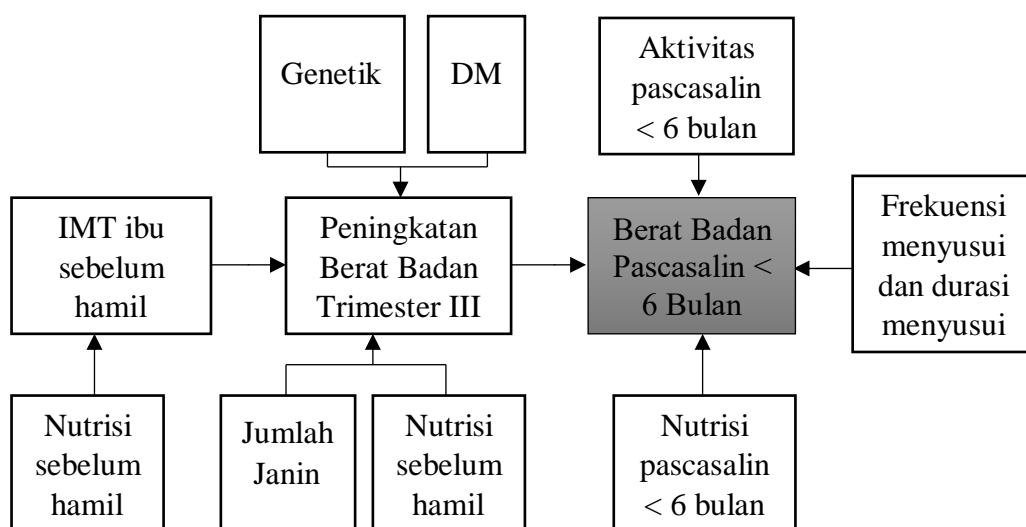 Genetik
DM
Aktivitas
pascasalin
< 6 bulan
IMT ibu
sebelum
hamil
Peningkatan
Berat Badan
Trimester III
Berat Badan
Pascasalin <
6 Bulan
Frekuensi
menyusui
dan durasi
menyusui
Nutrisi
sebelum
hamil
Jumlah
Janin
Nutrisi
sebelum
hamil
Nutrisi
pascasalin
< 6 bulan